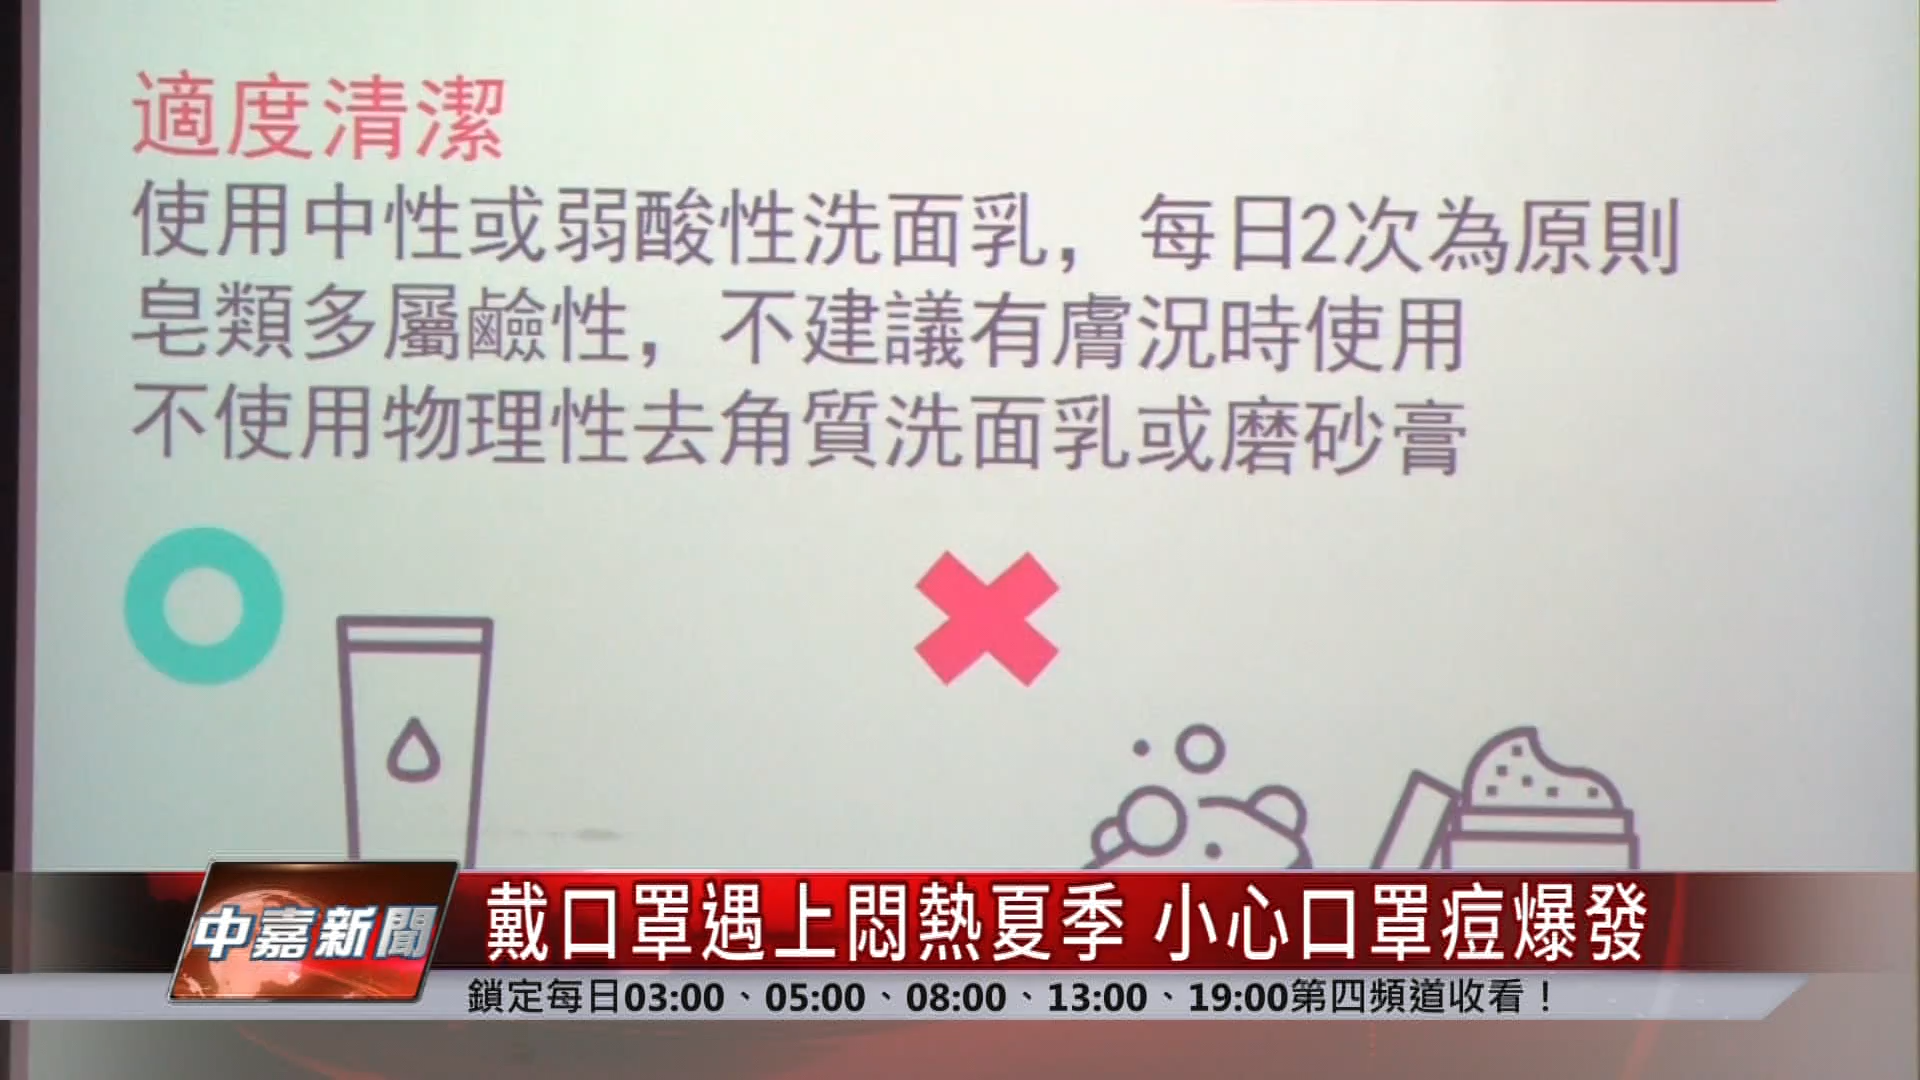 適度清潔
使用中性或弱酸性洗面乳，每日2次為原則
皂類多屬鹼性，不建議有膚況時使用
不使用物理性去角質洗面乳或磨砂膏
中嘉新聞
戴口罩遇上悶熱夏季 小心口罩痘爆發
鎖定每日03:00、05:00、08:00、13:00、19:00第四頻道收看！